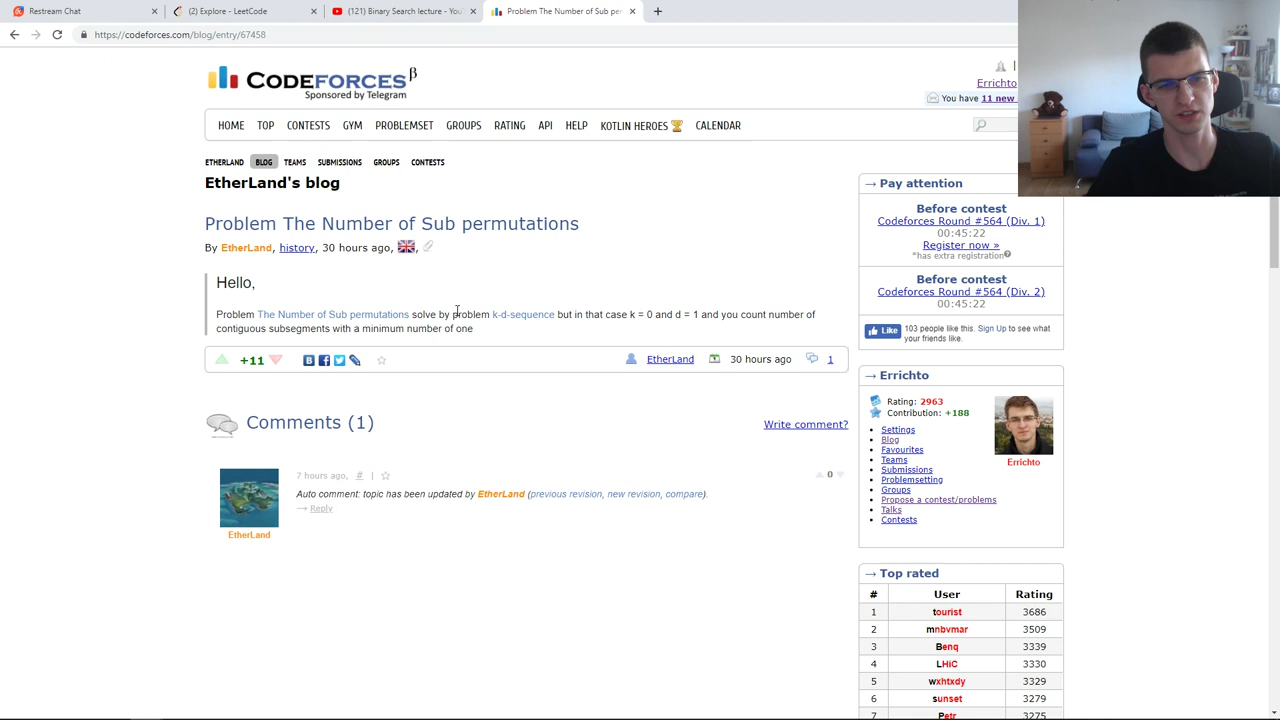 Restream Chat
(2) Explore - LeetCode
(121) Binary Search lecture - You
Problem The Number of Sub per
https://codeforces.com/blog/entry/67458
CODEFORCES β
Sponsored by Telegram
Errichto
You have 11 new
HOME TOP CONTESTS GYM PROBLEMSET GROUPS RATING API HELP KOTLIN HEROES CALENDAR
ETHERLAND BLOG TEAMS SUBMISSIONS GROUPS CONTESTS
EtherLand's blog
Problem The Number of Sub permutations
By EtherLand, history, 30 hours ago,
Hello,
Problem The Number of Sub permutations solve by problem k-d-sequence but in that case k = 0 and d = 1 and you count number of
contiguous subsegments with a minimum number of one
+11
EtherLand 30 hours ago 1
Comments (1)
Write comment?
7 hours ago, # |
0
Auto comment: topic has been updated by EtherLand (previous revision, new revision, compare).
→ Reply
EtherLand
→ Pay attention
Before contest
Codeforces Round #564 (Div. 1)
00:45:22
Register now »
*has extra registration
Before contest
Codeforces Round #564 (Div. 2)
00:45:22
Like 103 people like this. Sign Up to see what
your friends like.
→ Errichto
Rating: 2963
Contribution: +188
Settings
Blog
Favourites
Teams
Submissions
Problemsetting
Groups
Propose a contest/problems
Talks
Contests
Errichto
→ Top rated
# User Rating
1 tourist 3686
2 mnbvmar 3509
3 Benq 3339
4 LHiC 3330
5 wxhtxdy 3329
6 sunset 3279
7 Petr 3275